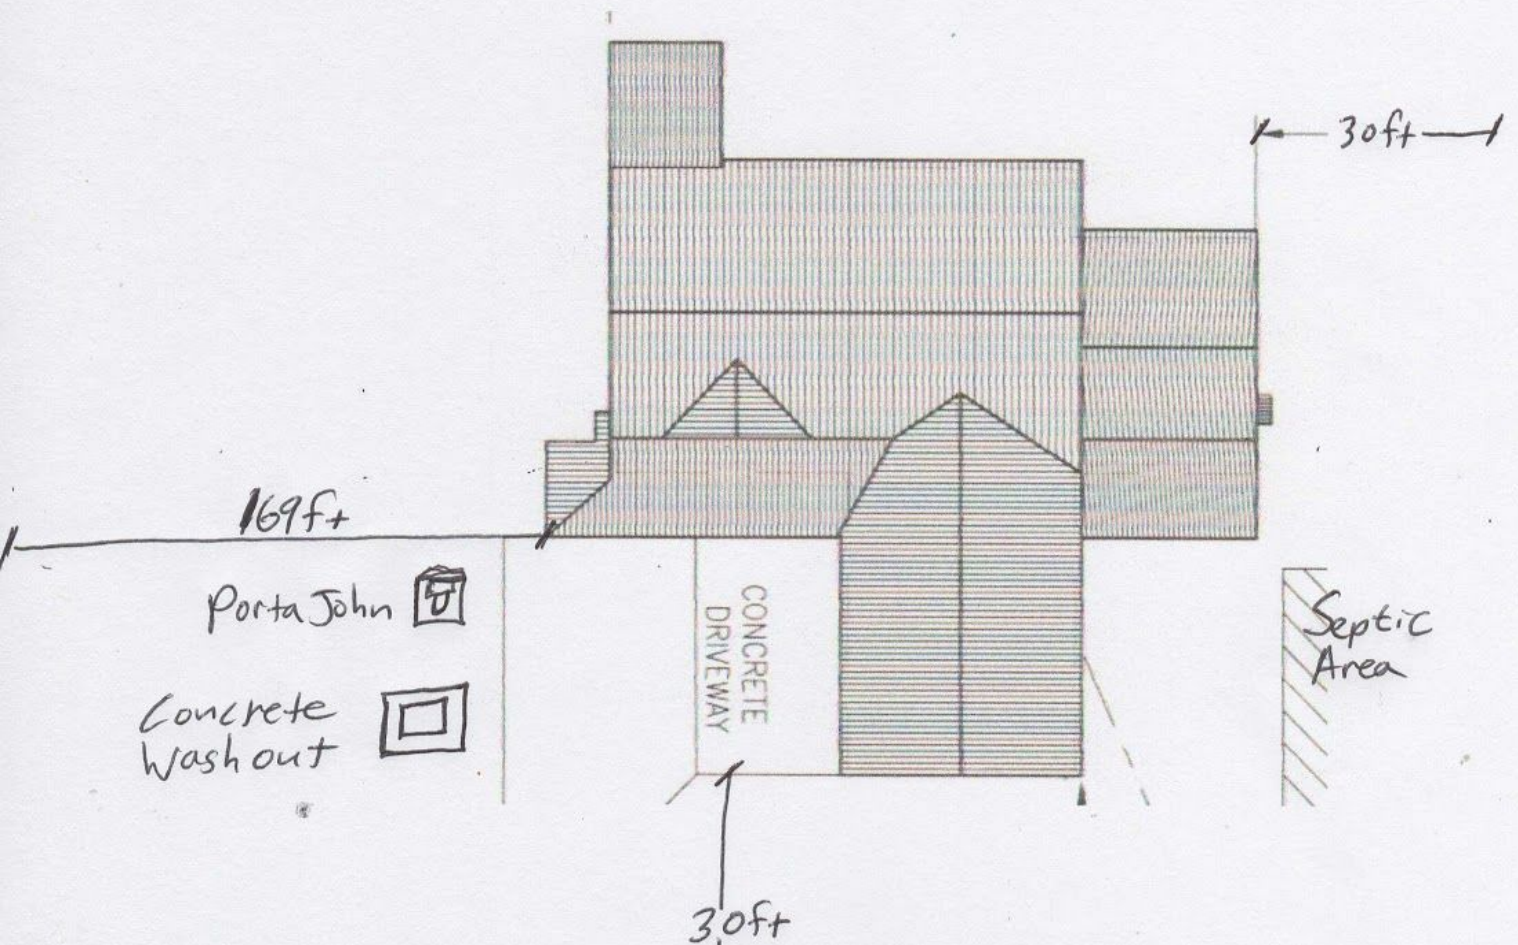 30ft
169ft
Porta John
Concrete
Washout
CONCRETE
DRIVEWAY
Septic
Area
30ft